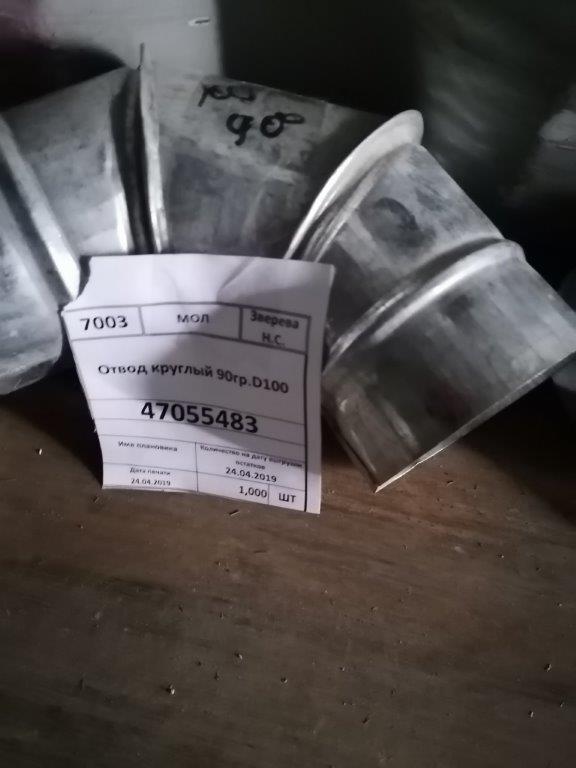 90°
7003 МОЛ Зверева
Н.С.
Отвод круглый 90гр.D100
47055483
Имя плановика Количество на дату выгрузки
остатков
Дата печати 24.04.2019
24.04.2019 1,000 ШТ